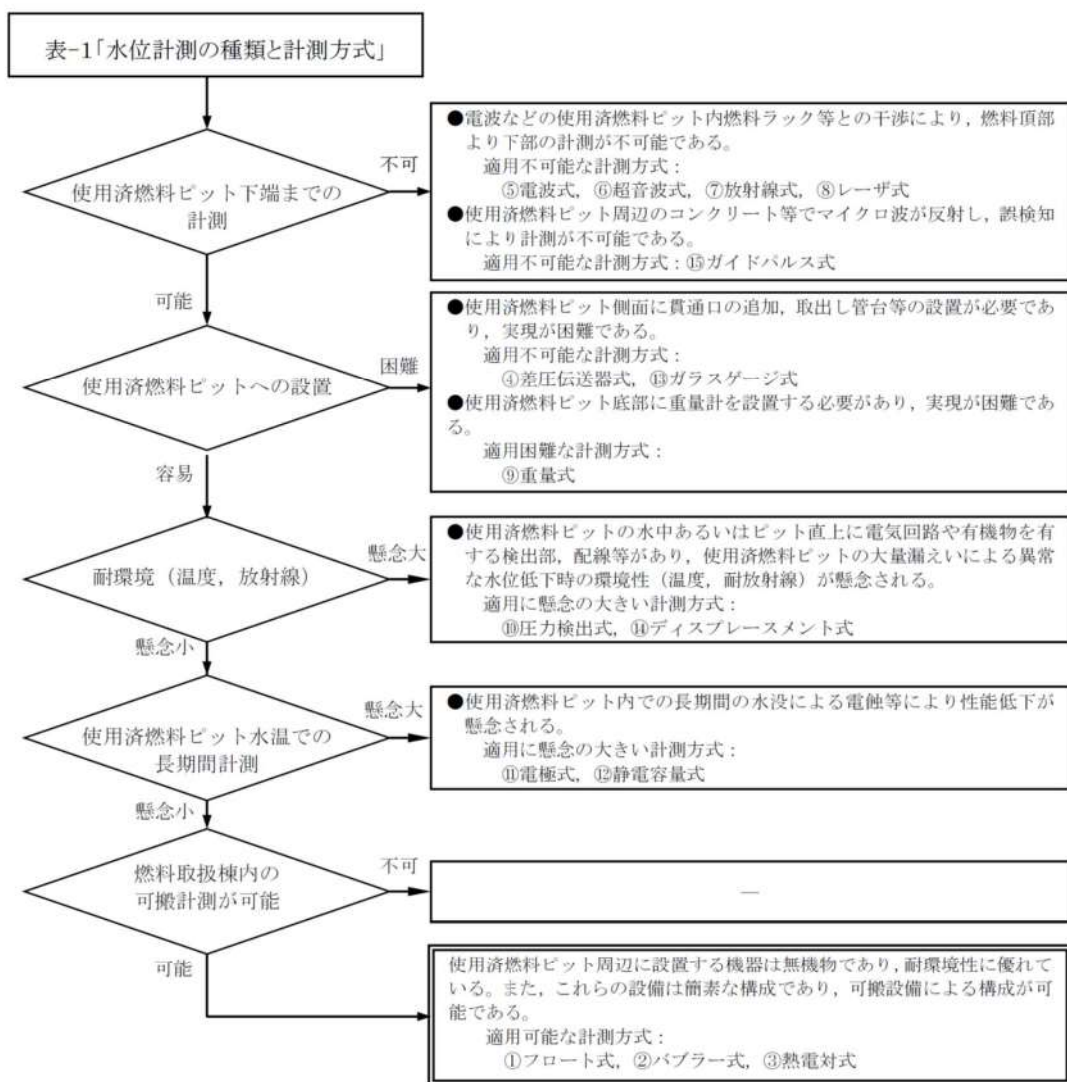 表-1「水位計測の種類と計測方式」
使用済燃料ピット下端までの
計測
不可
●電波などの使用済燃料ピット内燃料ラック等との干渉により，燃料頂部
より下部の計測が不可能である。
適用不可能な計測方式：
⑤電波式，⑥超音波式，⑦放射線式，⑧レーザ式
●使用済燃料ピット周辺のコンクリート等でマイクロ波が反射し，誤検知
により計測が不可能である。
適用不可能な計測方式：⑮ガイドパルス式
可能
使用済燃料ピットへの設置
困難
●使用済燃料ピット側面に貫通口の追加，取出し管台等の設置が必要であ
り，実現が困難である。
適用不可能な計測方式：
④差圧伝送器式，⑬ガラスゲージ式
●使用済燃料ピット底部に重量計を設置する必要があり，実現が困難であ
る。
適用困難な計測方式：
⑨重量式
容易
耐環境（温度，放射線）
懸念大
●使用済燃料ピットの水中あるいはピット直上に電気回路や有機物を有
する検出部，配線等があり，使用済燃料ピットの大量漏えいによる異常
な水位低下時の環境性（温度，耐放射線）が懸念される。
適用に懸念の大きい計測方式：
⑩圧力検出式，⑭ディスプレースメント式
懸念小
使用済燃料ピット水温での
長期間計測
懸念大
●使用済燃料ピット内での長期間の水没による電蝕等により性能低下が
懸念される。
適用に懸念の大きい計測方式：
⑪電極式，⑫静電容量式
懸念小
燃料取扱棟内の
可搬計測が可能
不可
―
可能
使用済燃料ピット周辺に設置する機器は無機物であり，耐環境性に優れて
いる。また，これらの設備は簡素な構成であり，可搬設備による構成が可
能である。
適用可能な計測方式：
①フロート式，②バブラー式，③熱電対式